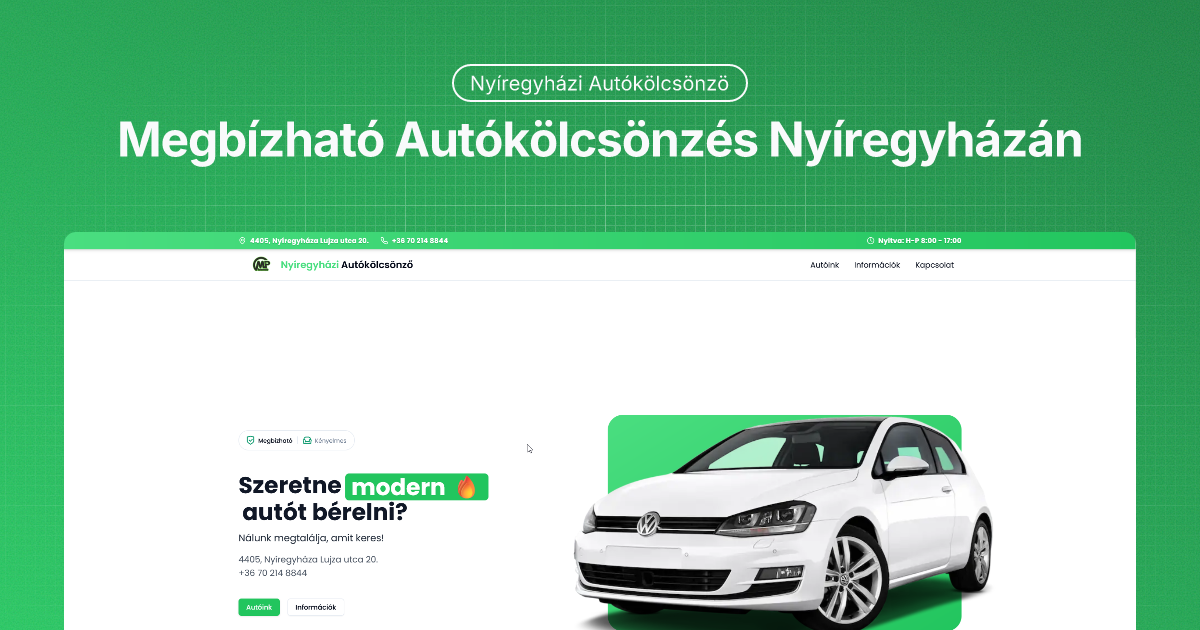 Nyíregyházi Autókölcsönző
Megbízható Autókölcsönzés Nyíregyházán
4405, Nyíregyháza Lujza utca 20.
+36 70 214 8844
Nyitva: H-P 8:00 - 17:00
MP
Nyíregyházi Autókölcsönző
Autóink
Információk
Kapcsolat
Megbízható
Kényelmes
Szeretne modern 🔥
autót bérelni?
Nálunk megtalálja, amit keres!
4405, Nyíregyháza Lujza utca 20.
+36 70 214 8844
Autóink
Információk